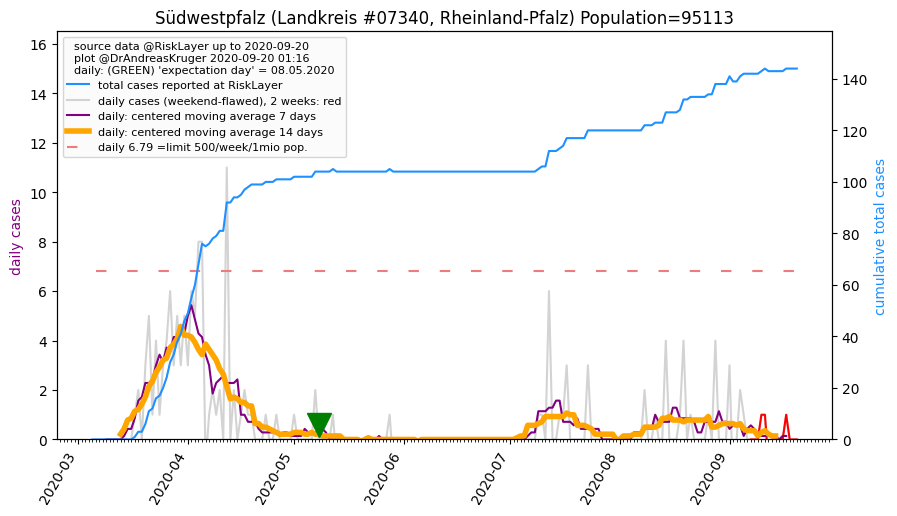 Südwestpfalz (Landkreis #07340, Rheinland-Pfalz) Population=95113
source data @RiskLayer up to 2020-09-20
plot @DrAndreasKruger 2020-09-20 01:16
daily: (GREEN) 'expectation day' = 08.05.2020
total cases reported at RiskLayer
daily cases (weekend-flawed), 2 weeks: red
daily: centered moving average 7 days
daily: centered moving average 14 days
daily 6.79 =limit 500/week/1mio pop.
daily cases
16
14
12
10
8
6
4
2
0
cumulative total cases
140
120
100
80
60
40
20
0
2020-03
2020-04
2020-05
2020-06
2020-07
2020-08
2020-09